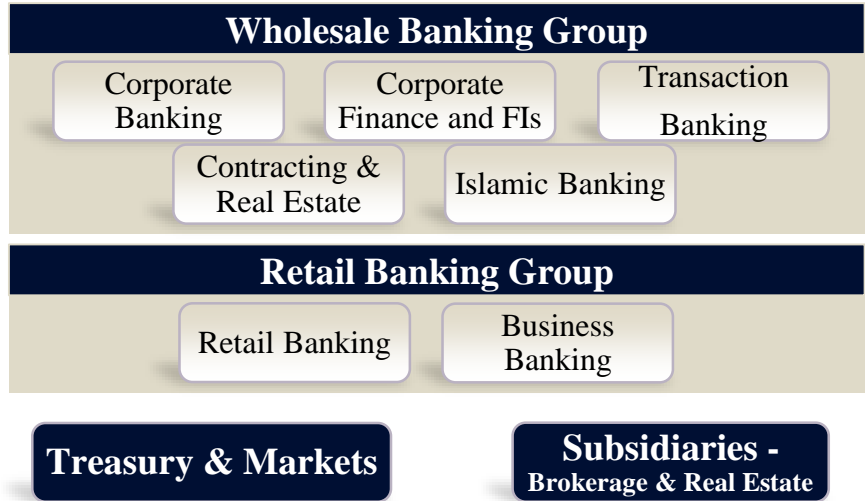 Wholesale Banking Group
Corporate
Banking
Corporate
Finance and FIs
Transaction
Banking
Contracting &
Real Estate
Islamic Banking
Retail Banking Group
Retail Banking
Business
Banking
Treasury & Markets
Subsidiaries -
Brokerage & Real Estate